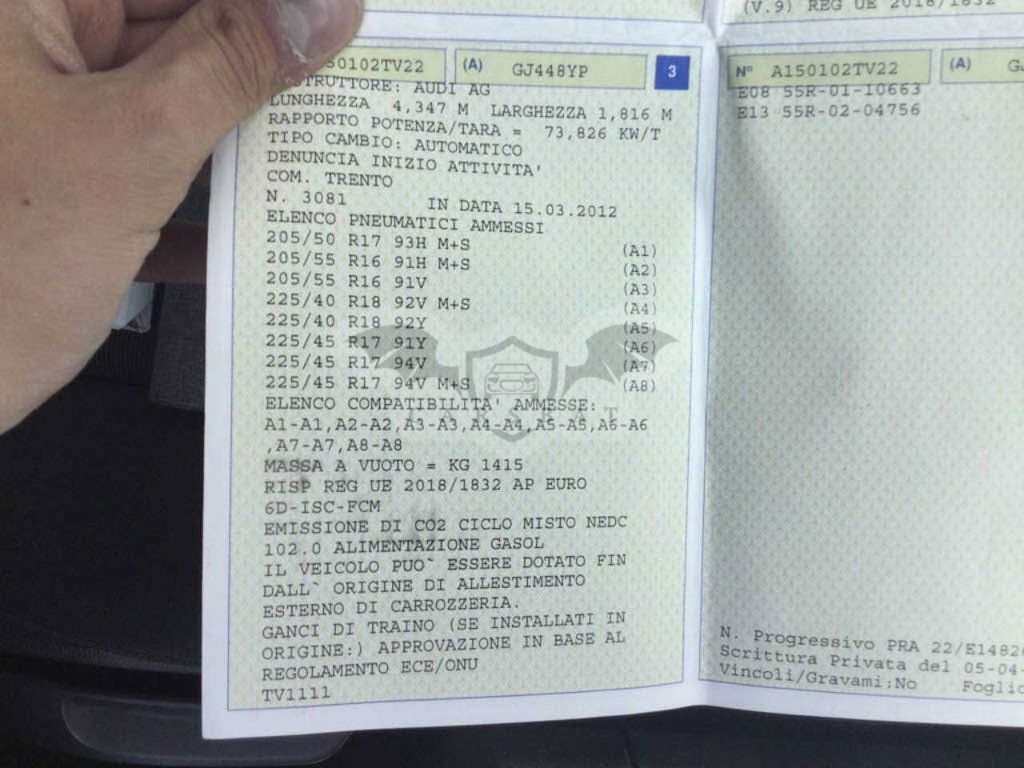 (V.9) REG UE 2018/1832
50102TV22 (A) GJ448YP 3
STRUTTORE: AUDI AG
LUNGHEZZA 4,347 M LARGHEZZA 1,816 M
RAPPORTO POTENZA/TARA = 73,826 KW/T
TIPO CAMBIO: AUTOMATICO
DENUNCIA INIZIO ATTIVITA'
COM. TRENTO
N. 3081 IN DATA 15.03.2012
ELENCO PNEUMATICI AMMESSI
205/50 R17 93H M+S (A1)
205/55 R16 91H M+S (A2)
205/55 R16 91V (A3)
225/40 R18 92V M+S (A4)
225/40 R18 92Y (A5)
225/45 R17 91Y (A6)
225/45 R17 94V (A7)
225/45 R17 94V M+S (A8)
ELENCO COMPATIBILITA' AMMESSE:
A1-A1,A2-A2,A3-A3,A4-A4,A5-A5,A6-A6
,A7-A7,A8-A8
MASSA A VUOTO = KG 1415
RISP REG UE 2018/1832 AP EURO
6D-ISC-FCM
EMISSIONE DI CO2 CICLO MISTO NEDC
102.0 ALIMENTAZIONE GASOL
IL VEICOLO PUO` ESSERE DOTATO FIN
DALL` ORIGINE DI ALLESTIMENTO
ESTERNO DI CARROZZERIA.
GANCI DI TRAINO (SE INSTALLATI IN
ORIGINE:) APPROVAZIONE IN BASE AL
REGOLAMENTO ECE/ONU
TV1111
N° A150102TV22 (A) GJ
E08 55R-01-10663
E13 55R-02-04756
N. Progressivo PRA 22/E14826
Scrittura Privata del 05-04-
Vincoli/Gravami:No Foglio